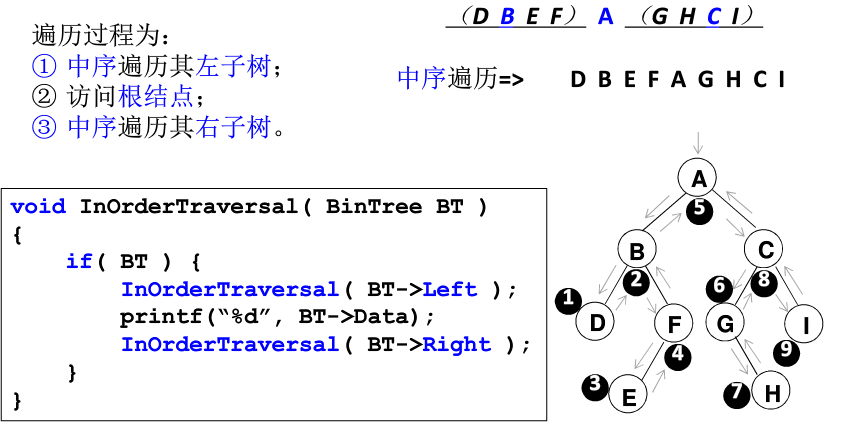 遍历过程为:
① 中序遍历其左子树;
② 访问根结点;
③ 中序遍历其右子树。
(D B E F) A (G H C I)
中序遍历=> D B E F A G H C I
void InOrderTraversal( BinTree BT )
{
if( BT ) {
InOrderTraversal( BT->Left );
printf(“%d”, BT->Data);
InOrderTraversal( BT->Right );
}
}
A
5
B
C
2
6
8
1
D
F
G
I
4
9
3
E
7
H